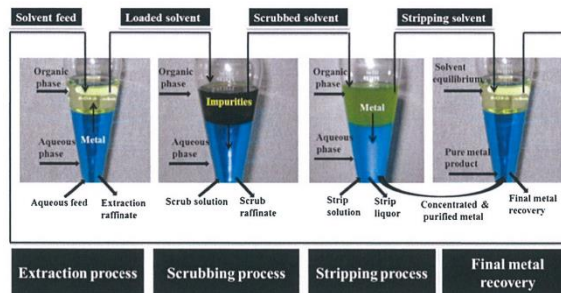 Solvent feed
Loaded solvent
Scrubbed solvent
Stripping solvent
Organic
phase
Metal
Aqueous
phase
Aqueous feed
Extraction
raffinate
Organic
phase
Impurities
Aqueous
phase
Scrub solution
Scrub
raffinate
Organic
phase
Metal
Aqueous
phase
Strip
solution
Strip
liquor
Concentrated &
purified metal
Solvent
equilibrium
Pure metal
product
Final metal
recovery
Extraction process
Scrubbing process
Stripping process
Final metal
recovery